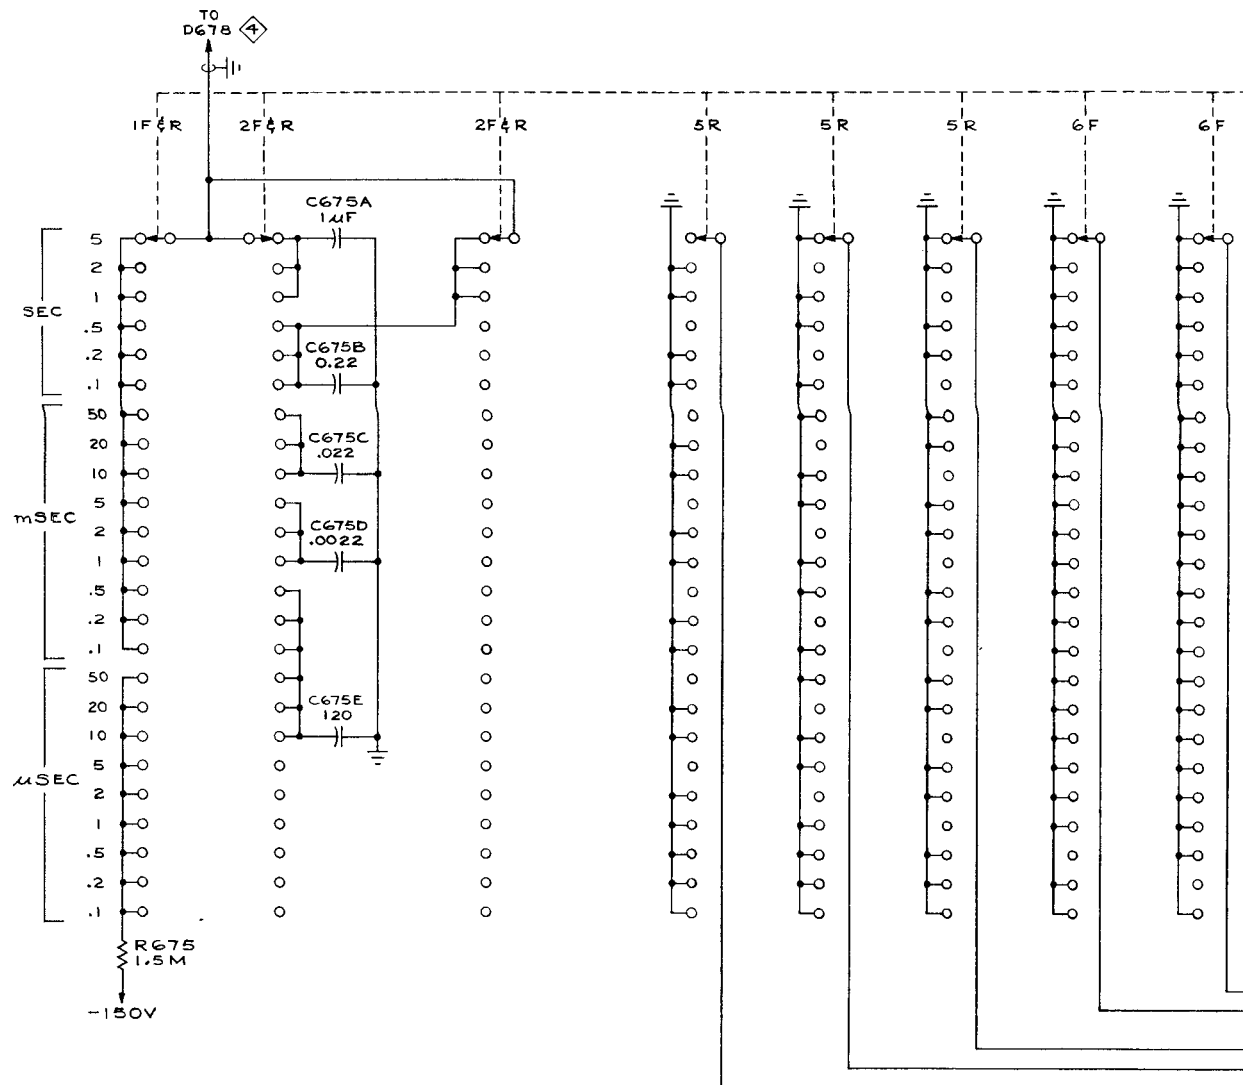 TO
D678 4
1F & R
2F & R
2F & R
5R
5R
5R
6F
6F
C675A
1µF
5
2
1
SEC
.5
.2
C675B
0.22
.1
50
20
C675C
.022
10
5
mSEC
2
C675D
.0022
1
.5
.2
.1
50
20
C675E
120
10
5
µSEC
2
1
.5
.2
.1
R675
1.5M
-150V